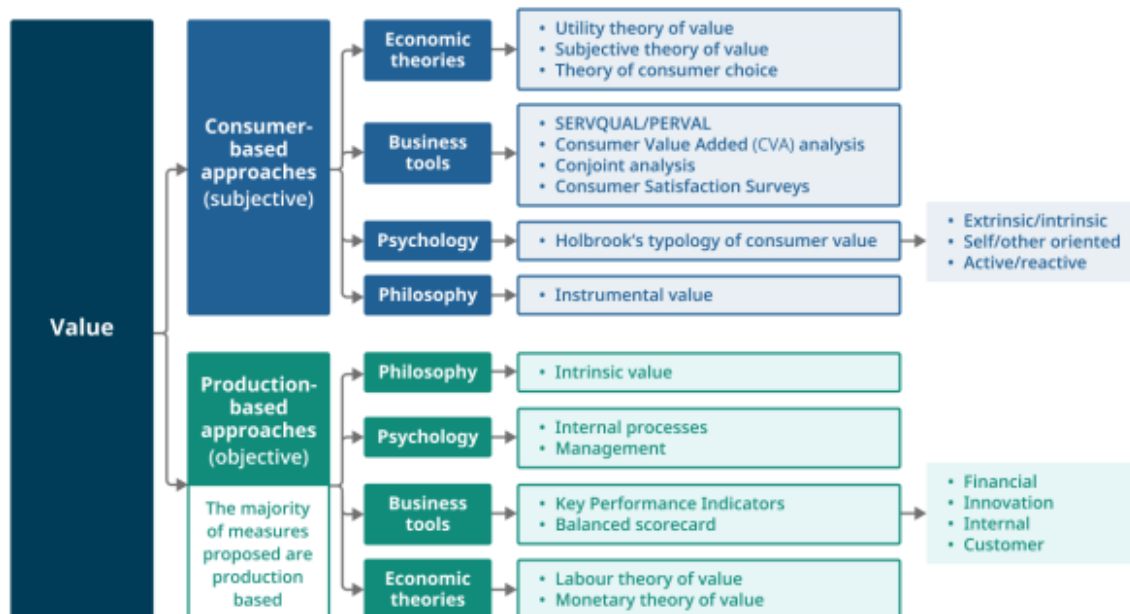 Value
Consumer-
based
approaches
(subjective)
Economic
theories
• Utility theory of value
• Subjective theory of value
• Theory of consumer choice
Business
tools
• SERVQUAL/PERVAL
• Consumer Value Added (CVA) analysis
• Conjoint analysis
• Consumer Satisfaction Surveys
Psychology
• Holbrook's typology of consumer value
• Extrinsic/intrinsic
• Self/other oriented
• Active/reactive
Philosophy
• Instrumental value
Production-
based
approaches
(objective)
The majority
of measures
proposed are
production
based
Philosophy
• Intrinsic value
Psychology
• Internal processes
• Management
Business
tools
• Key Performance Indicators
• Balanced scorecard
• Financial
• Innovation
• Internal
• Customer
Economic
theories
• Labour theory of value
• Monetary theory of value